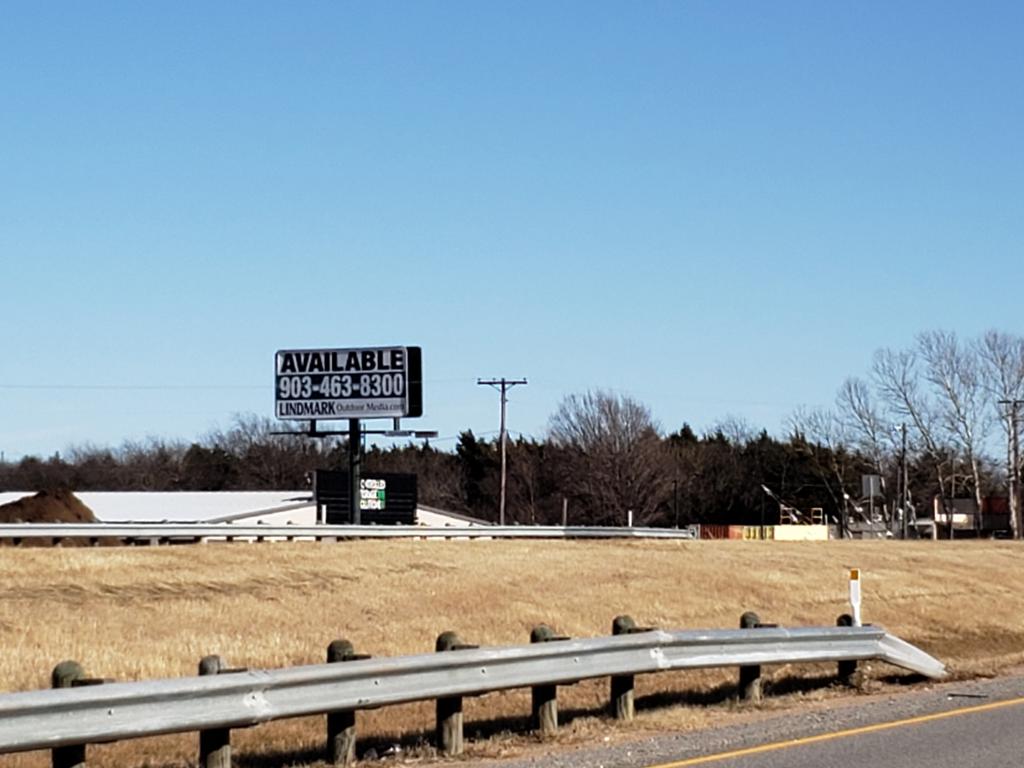 AVAILABLE
903-463-8300
LINDMARK Outdoor Media.com